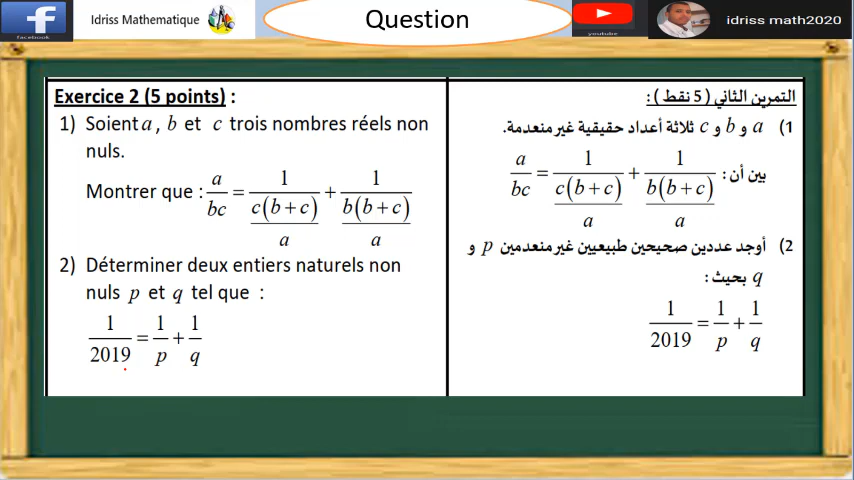 Idriss Mathematique
facebook
Question
youtube
idriss math2020
Exercice 2 (5 points) :
1) Soient a , b et c trois nombres réels non
nuls.
Montrer que : a/bc = 1/(c(b+c)/a) + 1/(b(b+c)/a)
2) Déterminer deux entiers naturels non
nuls p et q tel que :
1/2019 = 1/p + 1/q
التمرين الثاني ( 5 نقط ) :
1) a و b و c ثلاثة أعداد حقيقية غير منعدمة.
بين أن : a/bc = 1/(c(b+c)/a) + 1/(b(b+c)/a)
2) أوجد عددين صحيحين طبيعيين غير منعدمين p و
q بحيث :
1/2019 = 1/p + 1/q